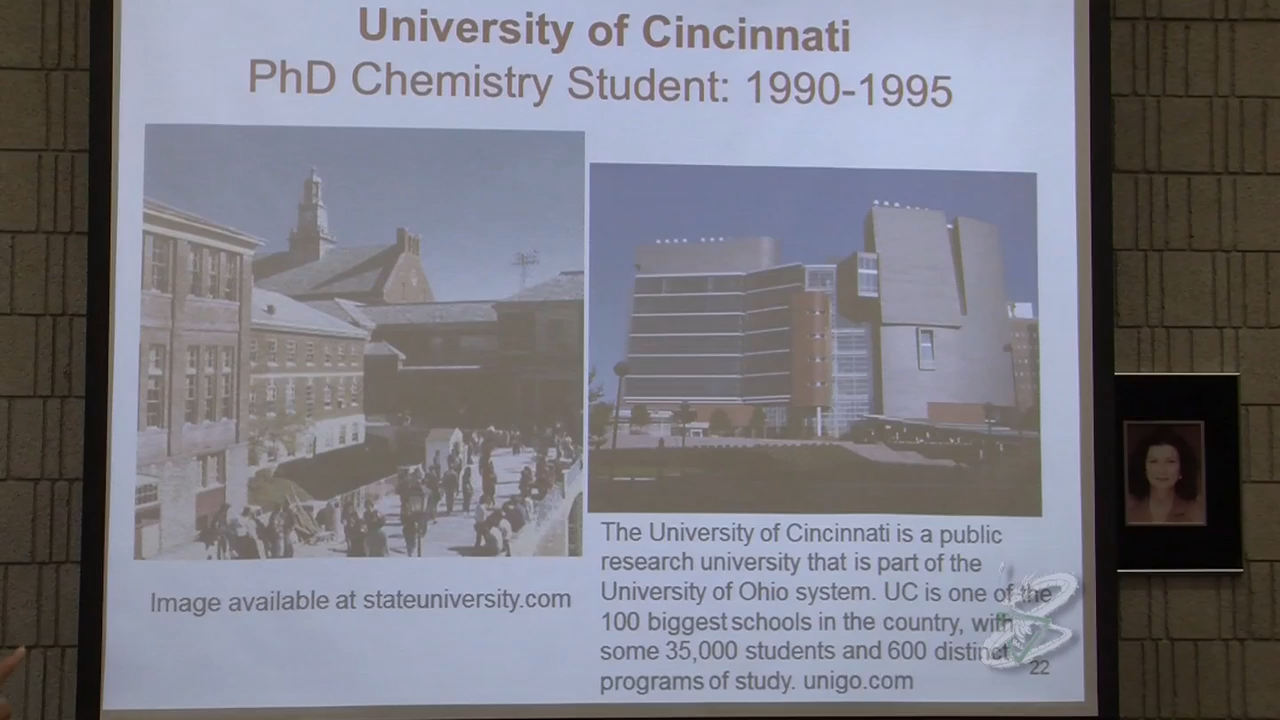 University of Cincinnati
PhD Chemistry Student: 1990-1995
Image available at stateuniversity.com
The University of Cincinnati is a public
research university that is part of the
University of Ohio system. UC is one of the
100 biggest schools in the country, with
some 35,000 students and 600 distinct
programs of study. unigo.com
22